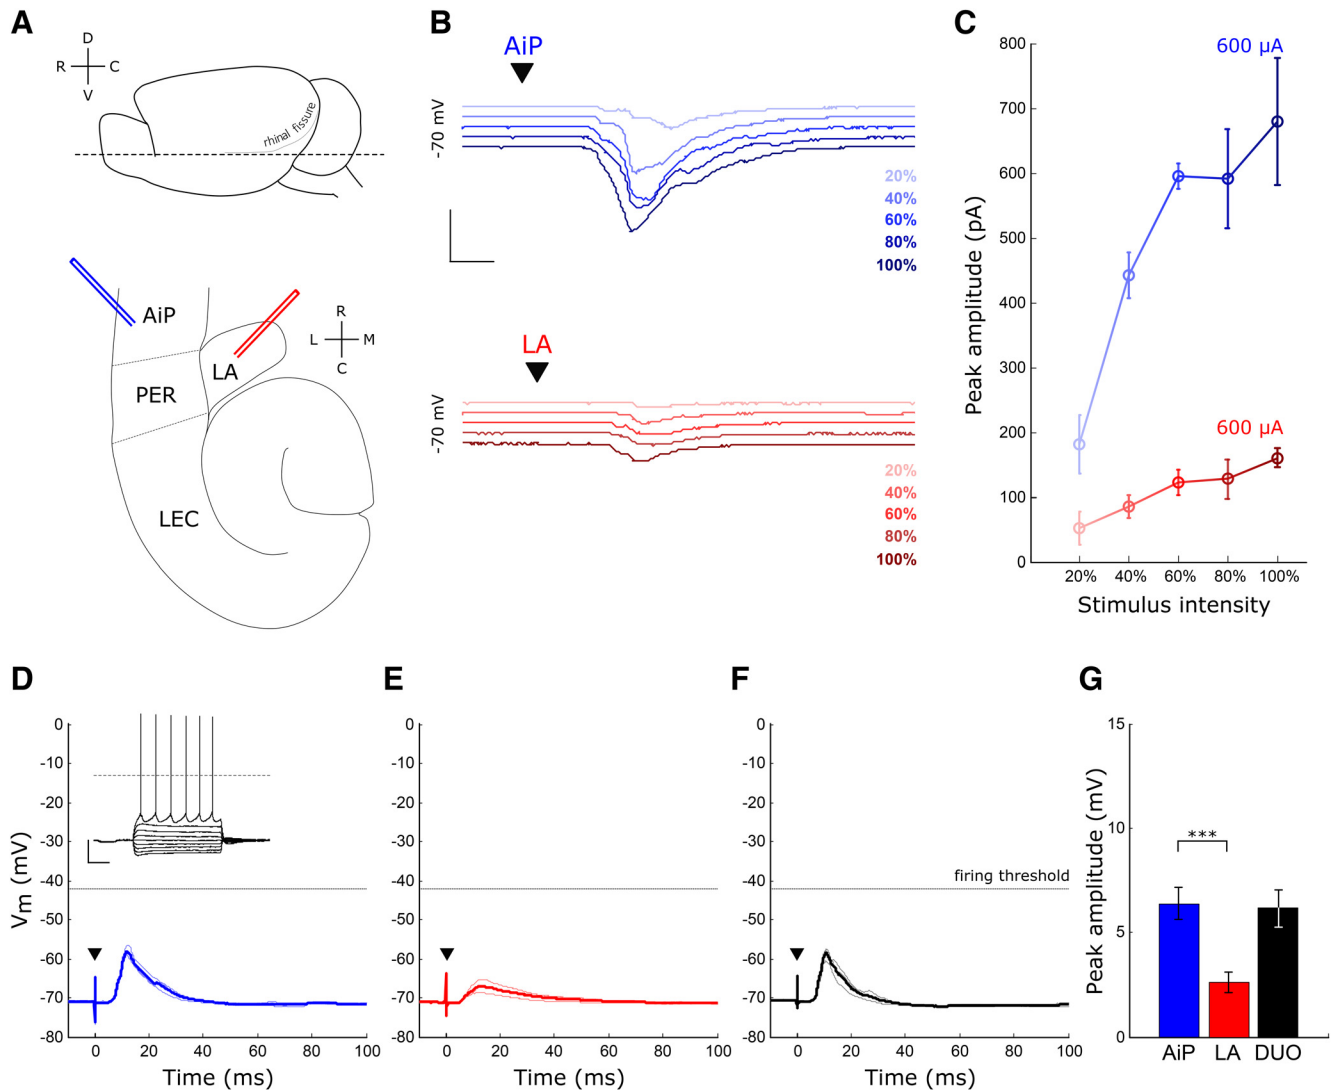 A
D
R C
V
rhinal fissure
AiP
R
L M
C
LA
PER
LEC
B
AiP
-70 mV
20%
40%
60%
80%
100%
LA
-70 mV
20%
40%
60%
80%
100%
C
600 µA
600 µA
Peak amplitude (pA)
800
700
600
500
400
300
200
100
0
20% 40% 60% 80% 100%
Stimulus intensity
D
Vm (mV)
0
-10
-20
-30
-40
-50
-60
-70
-80
0 20 40 60 80 100
Time (ms)
E
0
-10
-20
-30
-40
-50
-60
-70
-80
0 20 40 60 80 100
Time (ms)
F
0
-10
-20
-30
-40
-50
-60
-70
-80
firing threshold
0 20 40 60 80 100
Time (ms)
G
Peak amplitude (mV)
15
10
5
0
***
AiP LA DUO